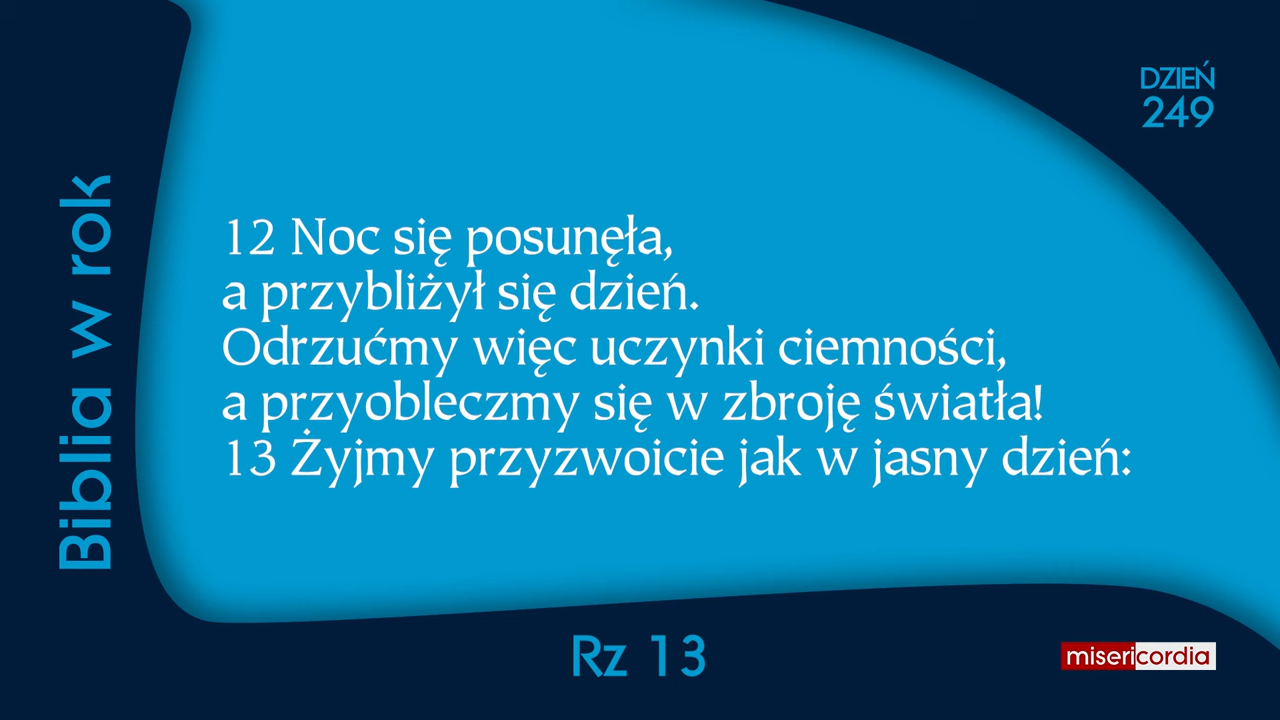 DZIEŃ
249
Biblia w rok
12 Noc się posunęła,
a przybliżył się dzień.
Odrzućmy więc uczynki ciemności,
a przyobleczmy się w zbroję światła!
13 Żyjmy przyzwoicie jak w jasny dzień:
Rz 13
misericordia